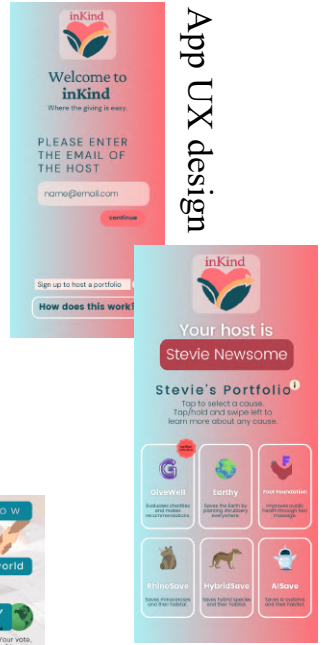 inKind
Welcome to
inKind
Where the giving is easy.
PLEASE ENTER
THE EMAIL OF
THE HOST
name@email.com
continue
Sign up to host a portfolio
How does this work?
App UX design
inKind
Your host is
Stevie Newsome
Stevie's Portfolio
i
Tap to select a cause.
Tap/hold and swipe left to
learn more about any cause.
GiveWell
Evaluates charities
and makes
recommendations.
Earthy
Saves the Earth by
planting shrubbery
everywhere.
Foot Foundation
Improves public
health through foot
massage.
RhinoSave
Saves rhinoceroses
and their habitat.
HybridSave
Saves hybrid species
and their habitat.
AISave
Saves AI systems
and their habitat.
OW
world
Y
Your vote,